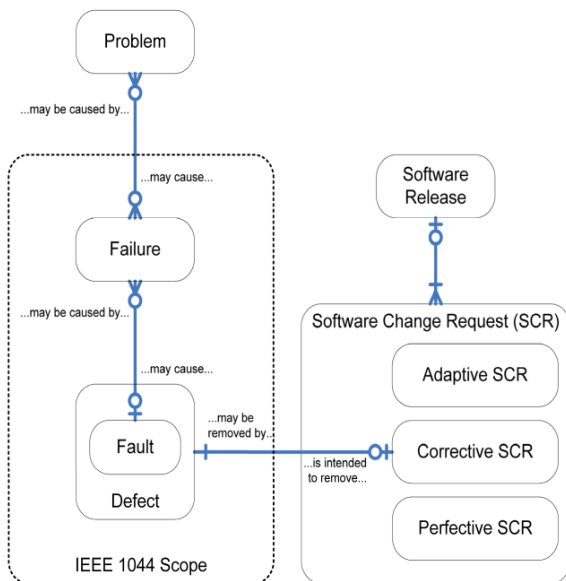 Problem
...may be caused by...
...may cause...
Failure
...may be caused by...
...may cause...
Fault
Defect
IEEE 1044 Scope
...may be
removed by...
...is intended
to remove...
Software
Release
Software Change Request (SCR)
Adaptive SCR
Corrective SCR
Perfective SCR